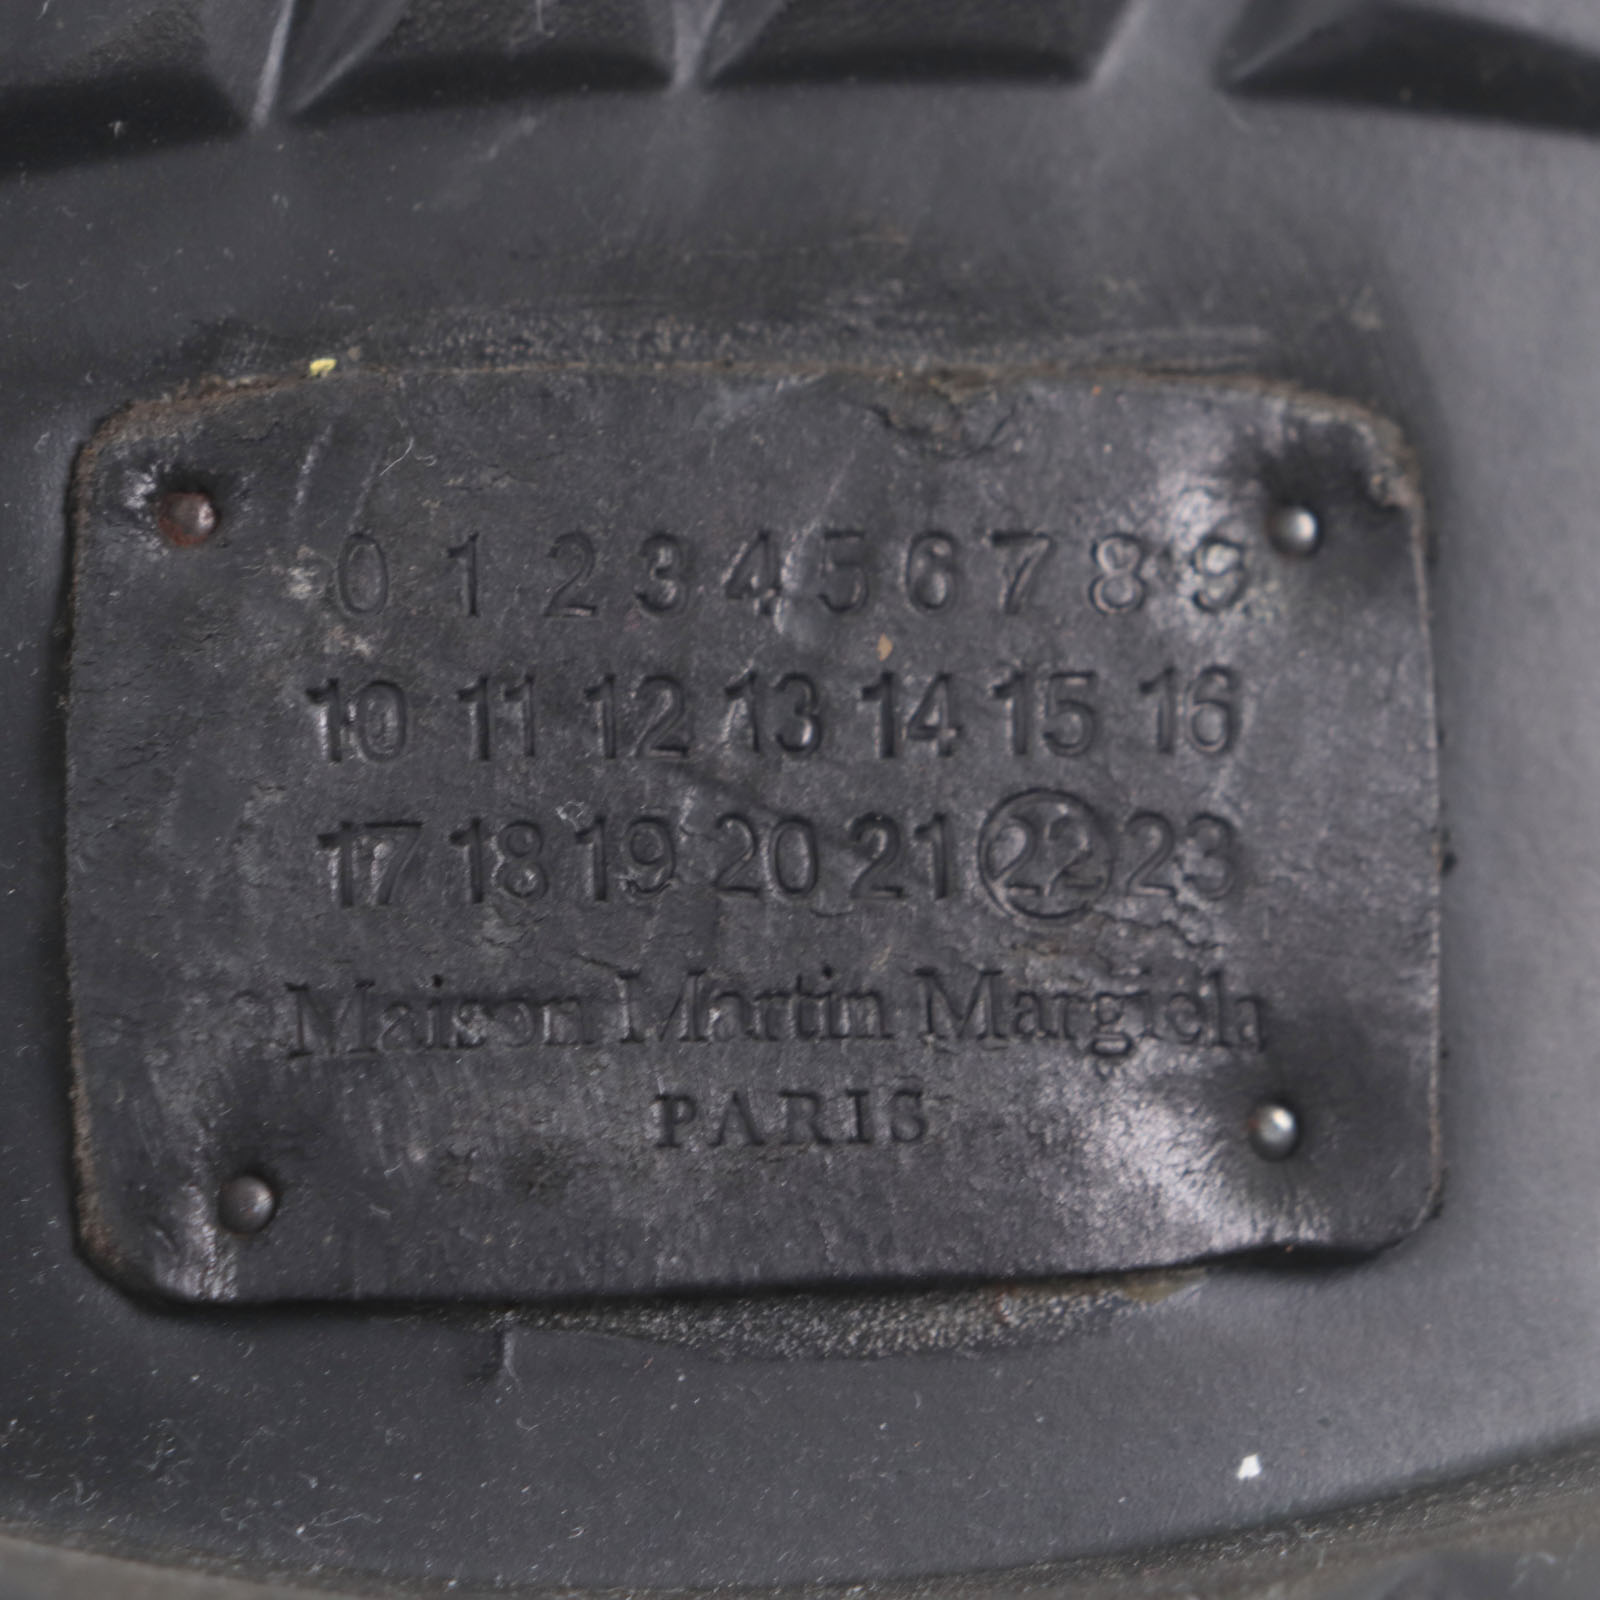 0 1 2 3 4 5 6 7 8 9
10 11 12 13 14 15 16
17 18 19 20 21 22 23
Maison Martin Margiela
PARIS